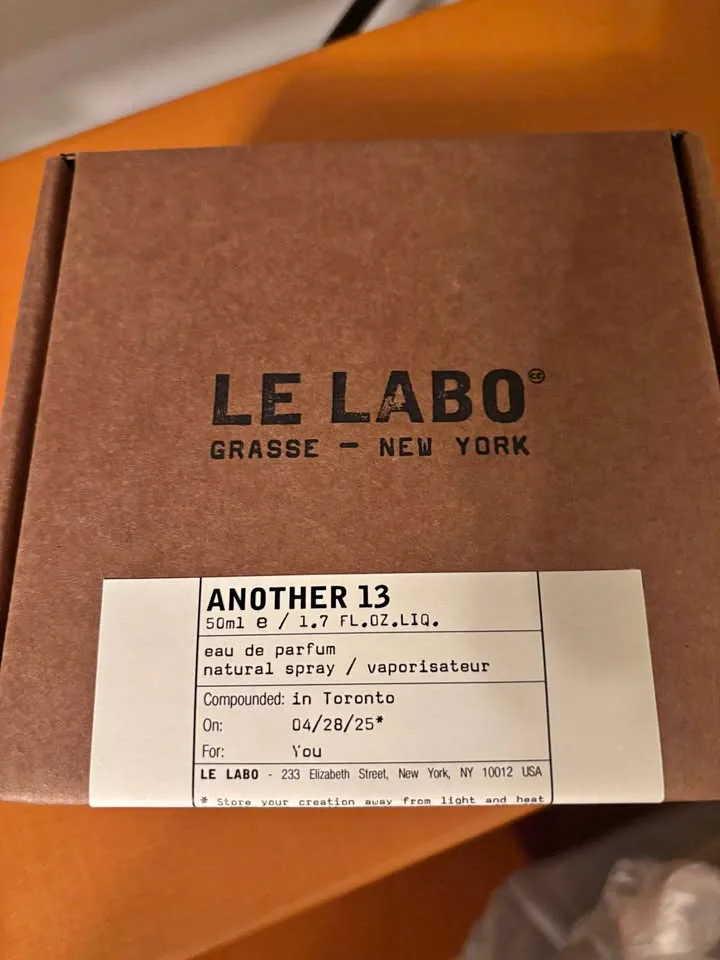 LE LABO
GRASSE – NEW YORK
ANOTHER 13
50ml e / 1.7 FL.OZ.LIQ.
eau de parfum
natural spray / vaporisateur
Compounded: in Toronto
On: 04/28/25*
For: You
LE LABO - 233 Elizabeth Street, New York, NY 10012 USA
* Store your creation away from light and heat